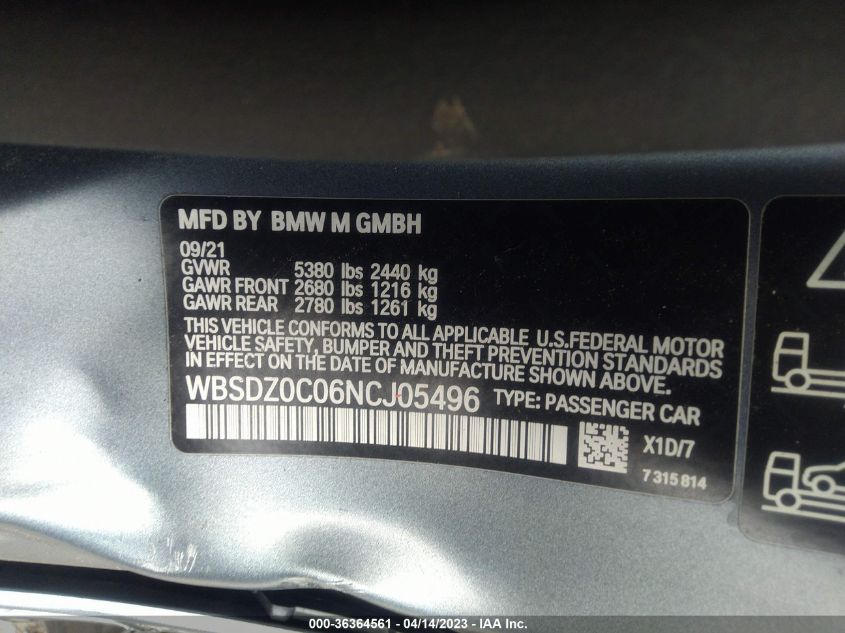 MFD BY BMW M GMBH
09/21
GVWR 5380 lbs 2440 kg
GAWR FRONT 2680 lbs 1216 kg
GAWR REAR 2780 lbs 1261 kg
THIS VEHICLE CONFORMS TO ALL APPLICABLE U.S.FEDERAL MOTOR
VEHICLE SAFETY, BUMPER AND THEFT PREVENTION STANDARDS
IN EFFECT ON THE DATE OF MANUFACTURE SHOWN ABOVE.
WBSDZ0C06NCJ05496 TYPE: PASSENGER CAR
X1D/7
7 315 814
000-36364561 - 04/14/2023 - IAA Inc.